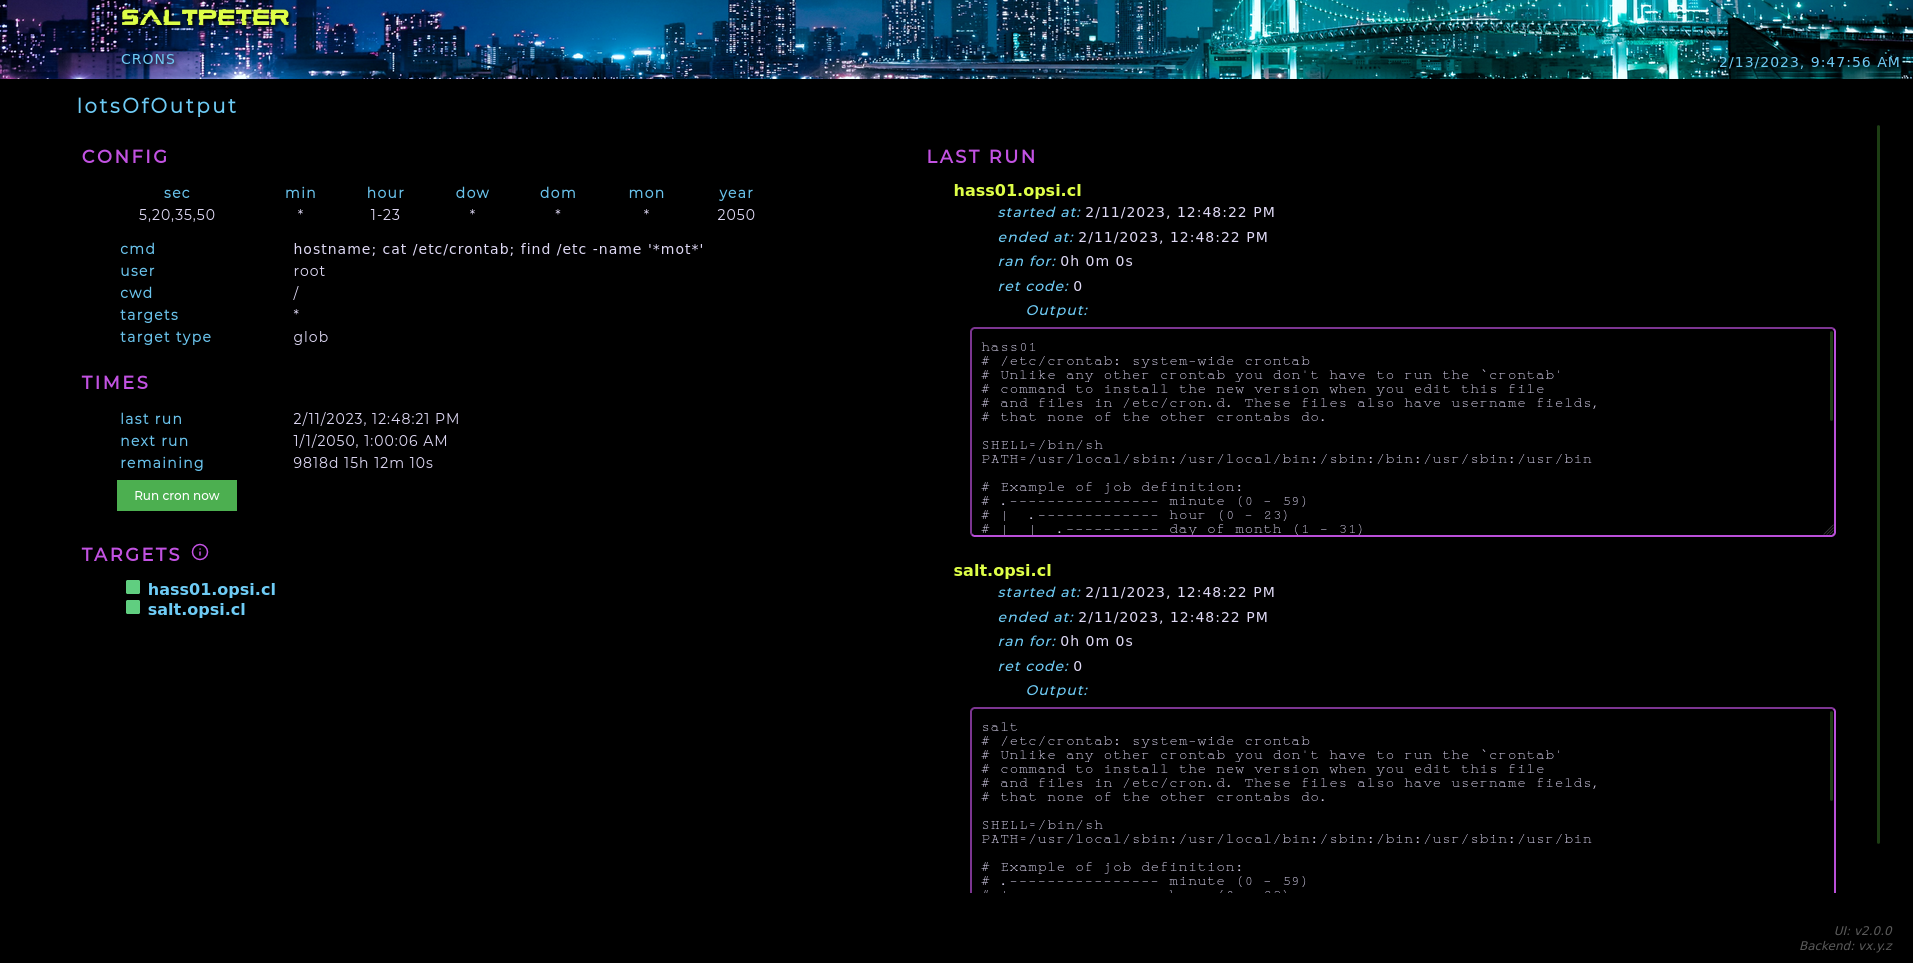 SALTPETER
CRONS
2/13/2023, 9:47:56 AM
lotsOfOutput
CONFIG
sec min hour dow dom mon year
5,20,35,50 * 1-23 * * * 2050
cmd hostname; cat /etc/crontab; find /etc -name '*mot*'
user root
cwd /
targets *
target type glob
TIMES
last run 2/11/2023, 12:48:21 PM
next run 1/1/2050, 1:00:06 AM
remaining 9818d 15h 12m 10s
Run cron now
TARGETS
hass01.opsi.cl
salt.opsi.cl
LAST RUN
hass01.opsi.cl
started at: 2/11/2023, 12:48:22 PM
ended at: 2/11/2023, 12:48:22 PM
ran for: 0h 0m 0s
ret code: 0
Output:
hass01
# /etc/crontab: system-wide crontab
# Unlike any other crontab you don't have to run the `crontab'
# command to install the new version when you edit this file
# and files in /etc/cron.d. These files also have username fields,
# that none of the other crontabs do.
SHELL=/bin/sh
PATH=/usr/local/sbin:/usr/local/bin:/sbin:/bin:/usr/sbin:/usr/bin
# Example of job definition:
# .---------------- minute (0 - 59)
# |  .------------- hour (0 - 23)
# |  |  .---------- day of month (1 - 31)
salt.opsi.cl
started at: 2/11/2023, 12:48:22 PM
ended at: 2/11/2023, 12:48:22 PM
ran for: 0h 0m 0s
ret code: 0
Output:
salt
# /etc/crontab: system-wide crontab
# Unlike any other crontab you don't have to run the `crontab'
# command to install the new version when you edit this file
# and files in /etc/cron.d. These files also have username fields,
# that none of the other crontabs do.
SHELL=/bin/sh
PATH=/usr/local/sbin:/usr/local/bin:/sbin:/bin:/usr/sbin:/usr/bin
# Example of job definition:
# .---------------- minute (0 - 59)
UI: v2.0.0
Backend: vx.y.z